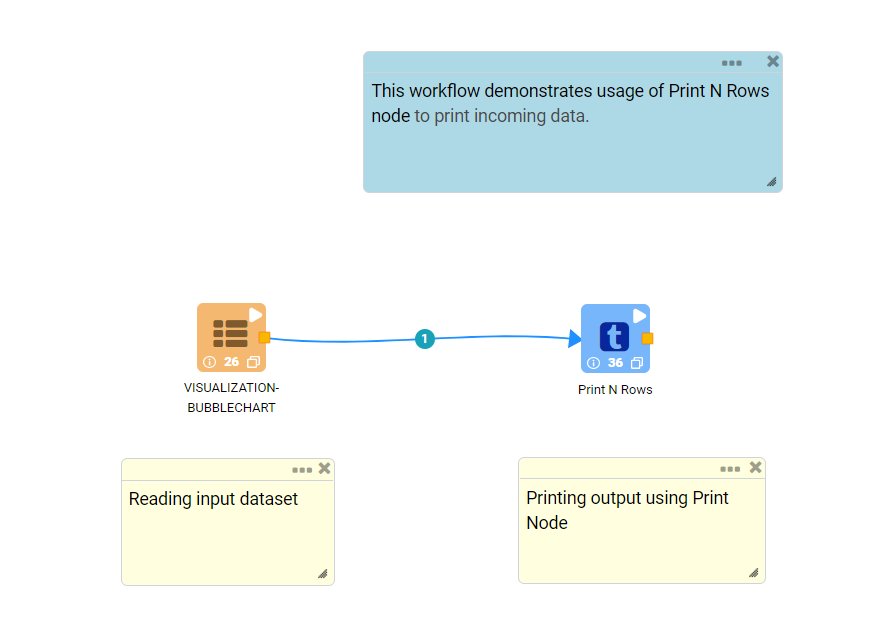 This workflow demonstrates usage of Print N Rows
node to print incoming data.
1
26
t
36
VISUALIZATION-
BUBBLECHART
Print N Rows
Reading input dataset
Printing output using Print
Node